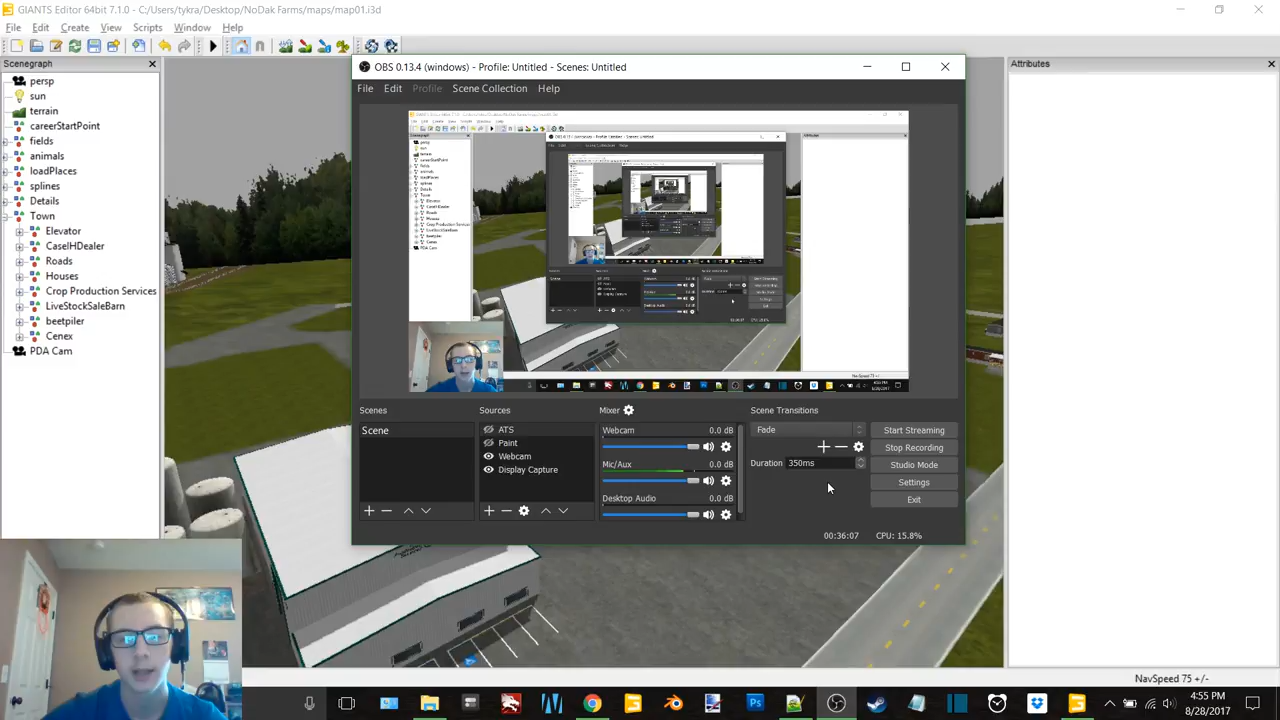 GIANTS Editor 64bit 7.1.0 - C:/Users/tykra/Desktop/NoDak Farms/maps/map01.i3d
File Edit Create View Scripts Window Help
Scenegraph
persp
sun
terrain
careerStartPoint
fields
animals
loadPlaces
splines
Details
Town
Elevator
CaseIHDealer
Roads
Houses
Crop Production Services
LiveStockSaleBarn
beetpiler
Cenex
PDA Cam
OBS 0.13.4 (windows) - Profile: Untitled - Scenes: Untitled
File Edit Profile Scene Collection Help
Scenes
Scene
Sources
ATS
Paint
Webcam
Display Capture
Mixer
Webcam 0.0 dB
Mic/Aux 0.0 dB
Desktop Audio 0.0 dB
Scene Transitions
Fade
Duration 350ms
Start Streaming
Stop Recording
Studio Mode
Settings
Exit
00:36:07 CPU: 15.8%
Attributes
NavSpeed 75 +/-
Ps
4:55 PM
8/28/2017